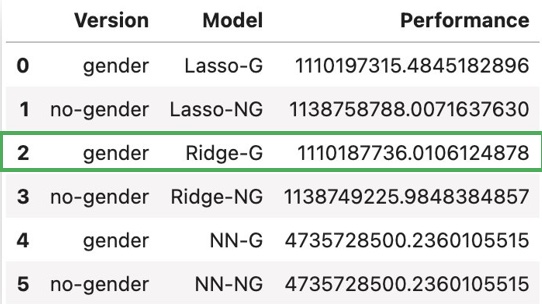 Version Model Performance
0 gender Lasso-G 1110197315.4845182896
1 no-gender Lasso-NG 1138758788.0071637630
2 gender Ridge-G 1110187736.0106124878
3 no-gender Ridge-NG 1138749225.9848384857
4 gender NN-G 4735728500.2360105515
5 no-gender NN-NG 4735728500.2360105515